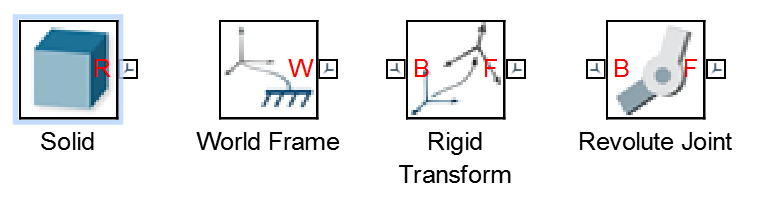 R
W
B F
B F
Solid
World Frame
Rigid
Transform
Revolute Joint